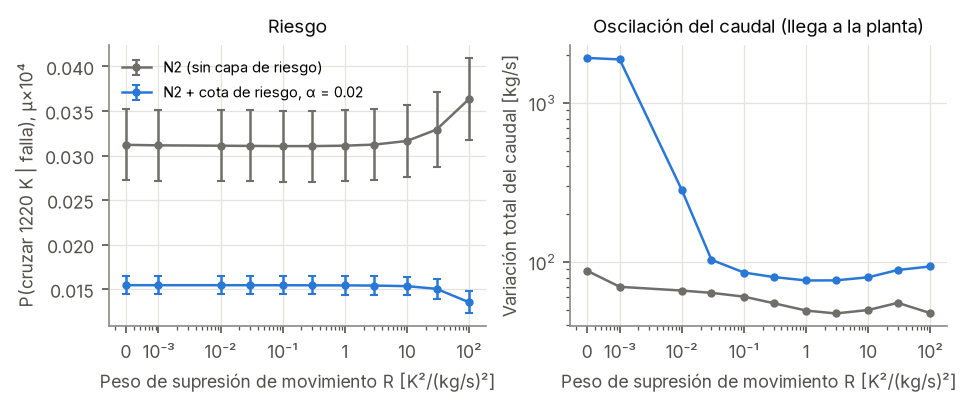 Riesgo
P(cruzar 1220 K | falla), μ×10⁴
0.040
0.035
0.030
0.025
0.020
0.015
N2 (sin capa de riesgo)
N2 + cota de riesgo, α = 0.02
0 10⁻³ 10⁻² 10⁻¹ 1 10 10²
Peso de supresión de movimiento R [K²/(kg/s)²]
Oscilación del caudal (llega a la planta)
Variación total del caudal [kg/s]
10³
10²
0 10⁻³ 10⁻² 10⁻¹ 1 10 10²
Peso de supresión de movimiento R [K²/(kg/s)²]